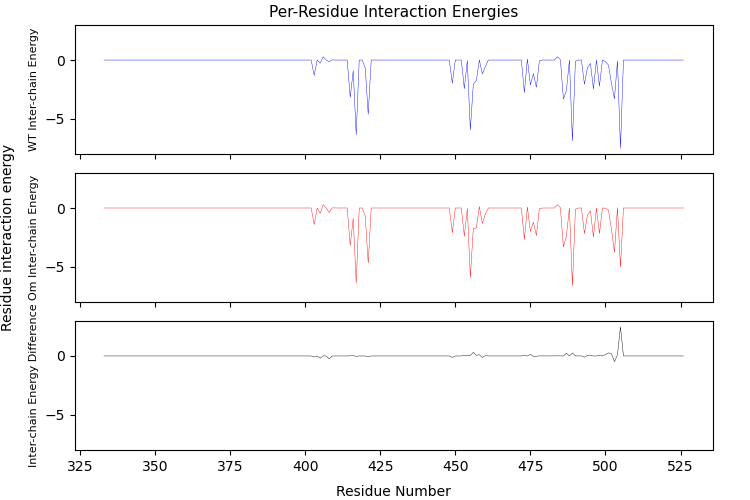 Per-Residue Interaction Energies
Residue interaction energy
WT Inter-chain Energy
0
−5
Om Inter-chain Energy
0
−5
Inter-chain Energy Difference
0
−5
325 350 375 400 425 450 475 500 525
Residue Number